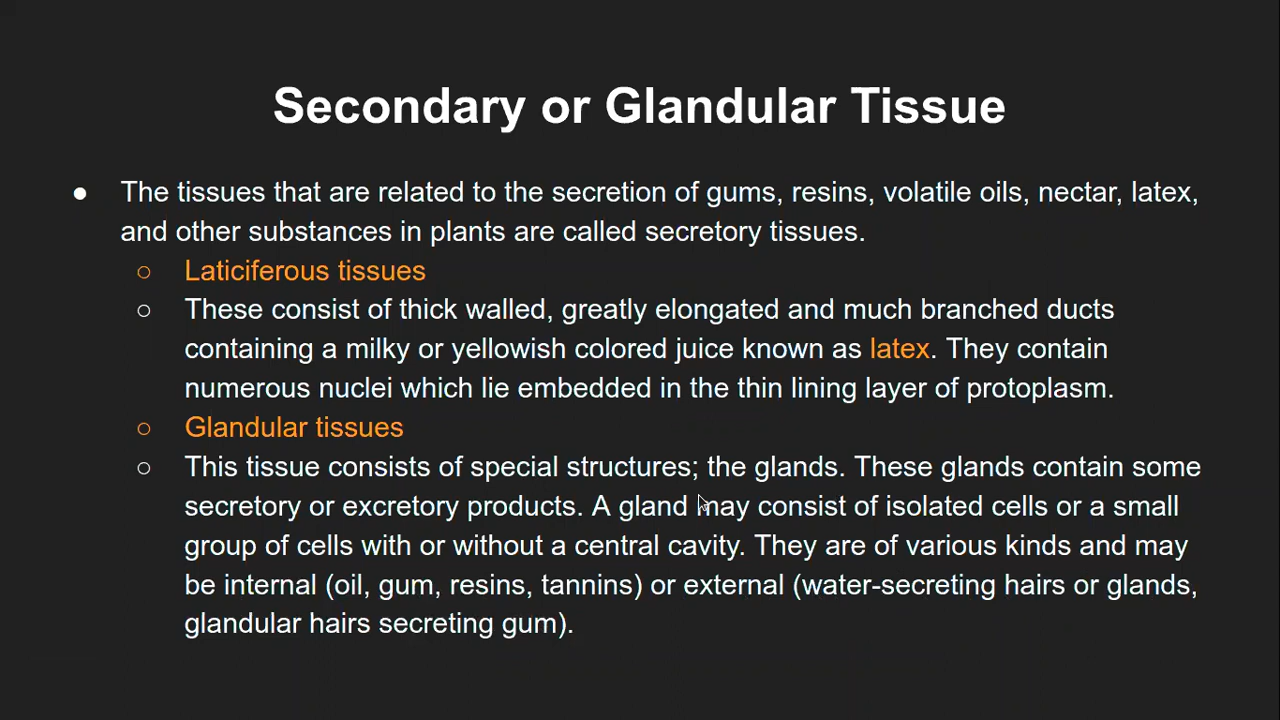 Secondary or Glandular Tissue
● The tissues that are related to the secretion of gums, resins, volatile oils, nectar, latex,
and other substances in plants are called secretory tissues.
○ Laticiferous tissues
○ These consist of thick walled, greatly elongated and much branched ducts
containing a milky or yellowish colored juice known as latex. They contain
numerous nuclei which lie embedded in the thin lining layer of protoplasm.
○ Glandular tissues
○ This tissue consists of special structures; the glands. These glands contain some
secretory or excretory products. A gland may consist of isolated cells or a small
group of cells with or without a central cavity. They are of various kinds and may
be internal (oil, gum, resins, tannins) or external (water-secreting hairs or glands,
glandular hairs secreting gum).